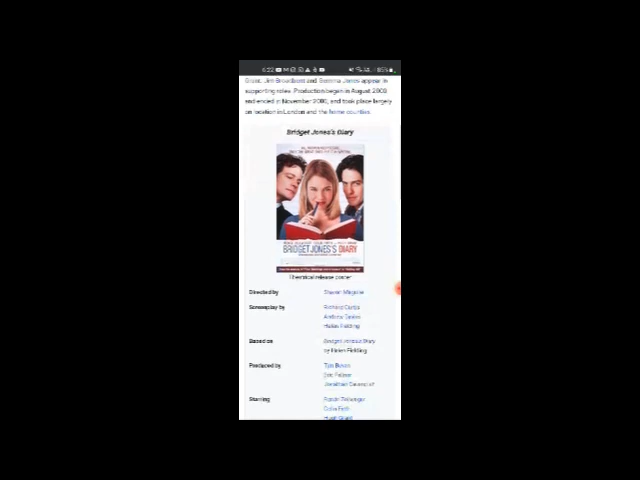 6:22
85%
Grant. Jim Broadbent and Gemma Jones appear in
supporting roles. Production began in August 2000
and ended in November 2000, and took place largely
on location in London and the home counties.
Bridget Jones's Diary
BRIDGET JONES'S DIARY
Theatrical release poster
Directed by
Sharon Maguire
Screenplay by
Richard Curtis
Andrew Davies
Helen Fielding
Based on
Bridget Jones's Diary
by Helen Fielding
Produced by
Tim Bevan
Eric Fellner
Jonathan Cavendish
Starring
Renée Zellweger
Colin Firth
Hugh Grant